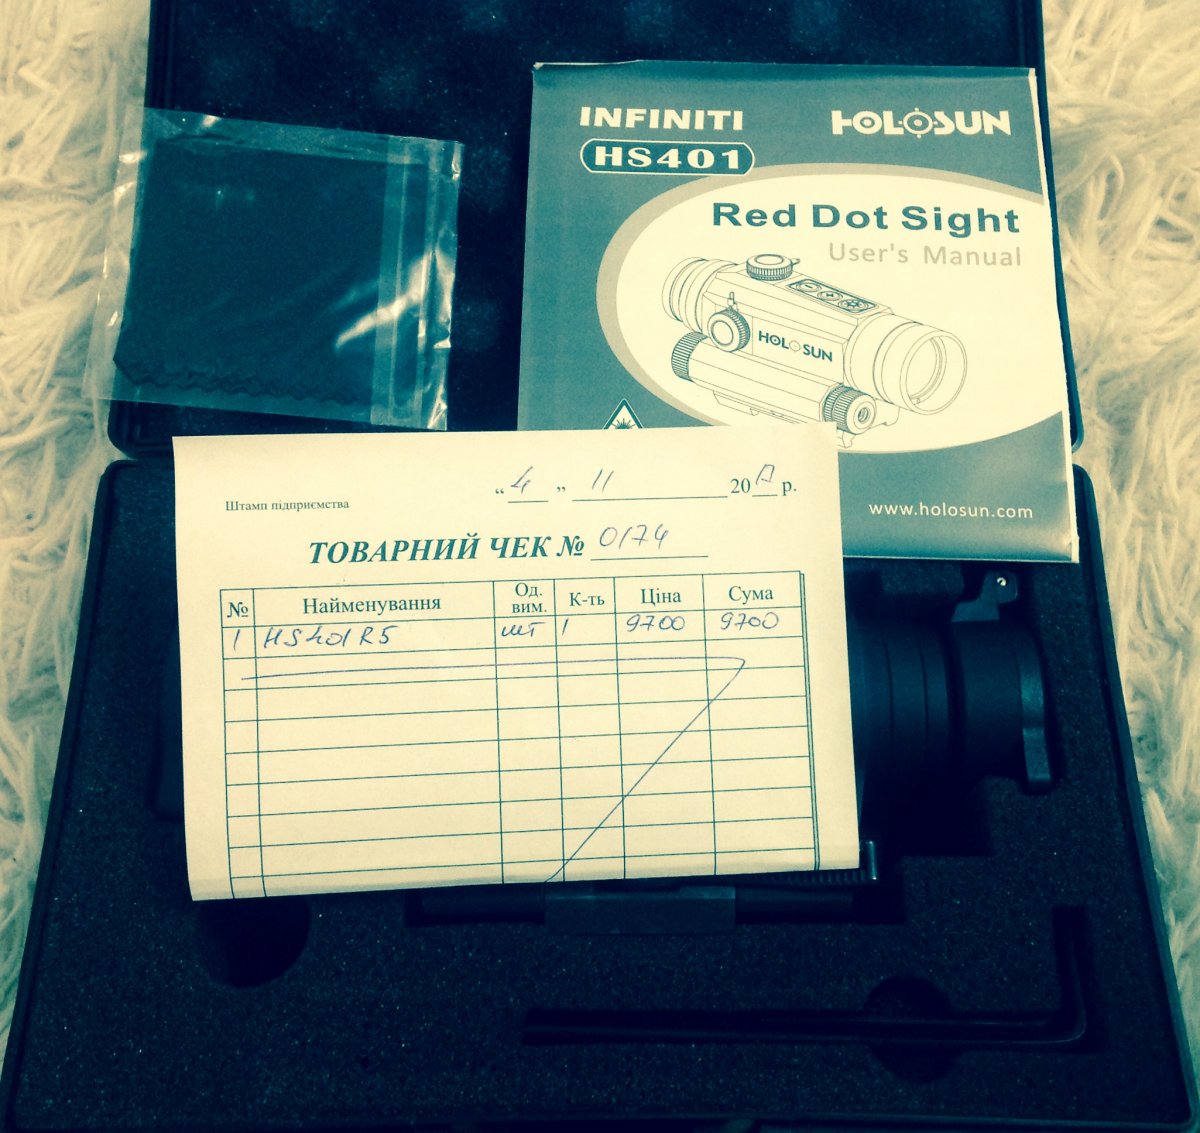 INFINITI
HOLOSUN
HS401
Red Dot Sight
User's Manual
HOLOSUN
www.holosun.com
Штамп підприємства
“ 4 ” 11 20 17 р.
ТОВАРНИЙ ЧЕК № 0174
№ Найменування Од. вим. К-ть Ціна Сума
1 HS401R5 шт 1 9700 9700